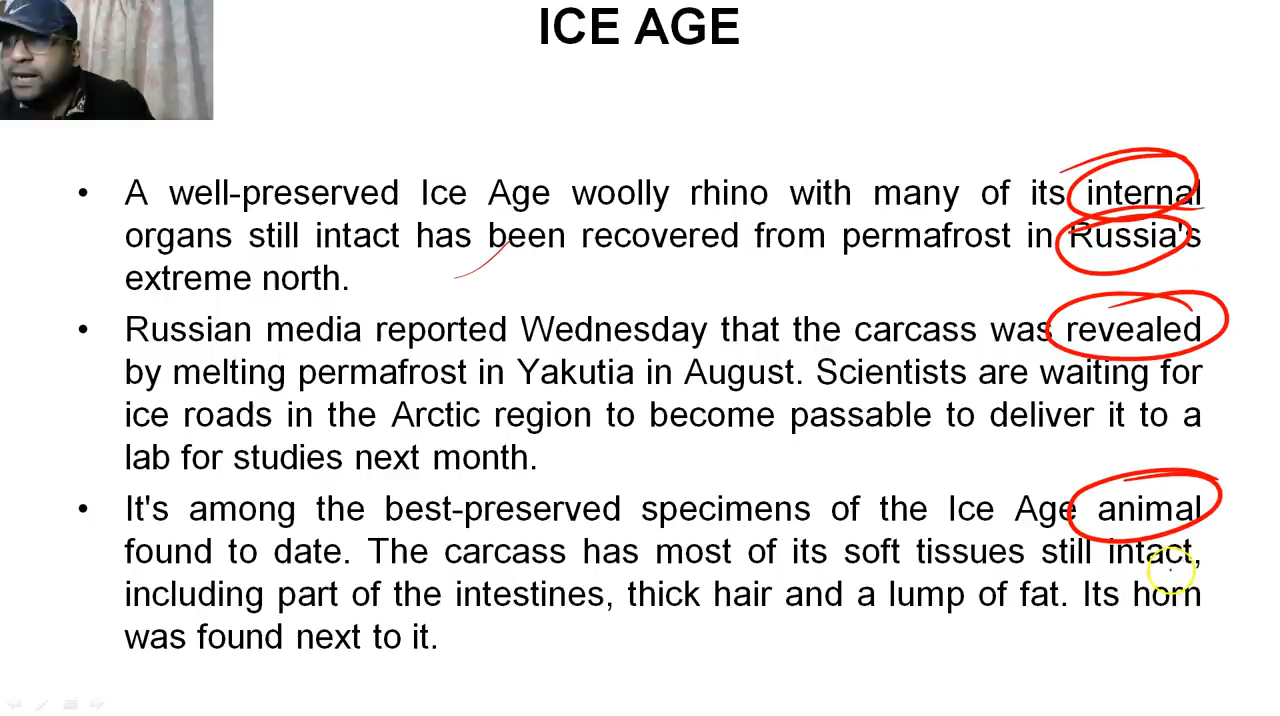 ICE AGE
• A well-preserved Ice Age woolly rhino with many of its internal
organs still intact has been recovered from permafrost in Russia's
extreme north.
• Russian media reported Wednesday that the carcass was revealed
by melting permafrost in Yakutia in August. Scientists are waiting for
ice roads in the Arctic region to become passable to deliver it to a
lab for studies next month.
• It's among the best-preserved specimens of the Ice Age animal
found to date. The carcass has most of its soft tissues still intact,
including part of the intestines, thick hair and a lump of fat. Its horn
was found next to it.